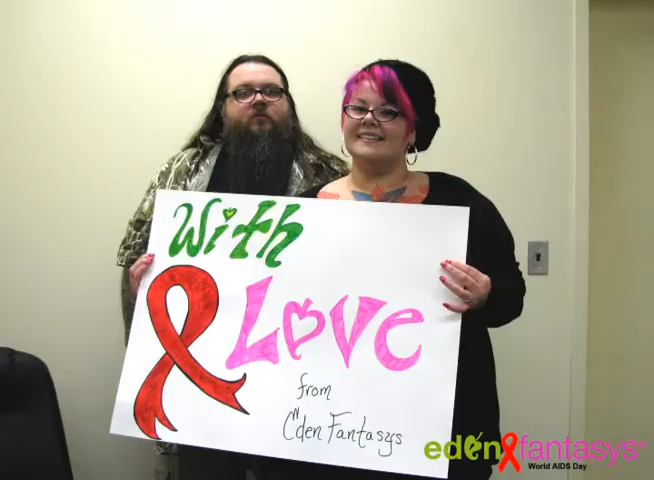 With
Love
from
Eden Fantasys
edenfantasys
World AIDS Day